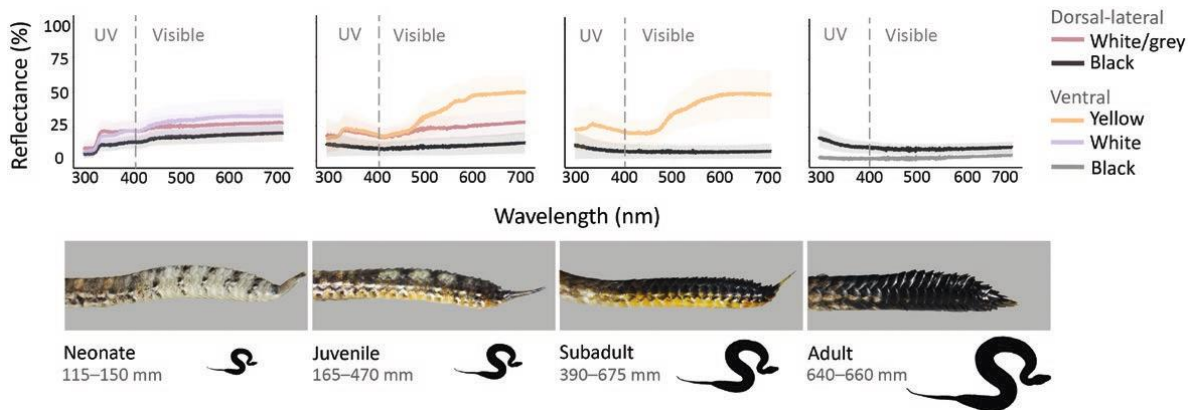 Reflectance (%)
100
75
50
25
0
UV Visible
300 400 500 600 700
UV Visible
300 400 500 600 700
UV Visible
300 400 500 600 700
UV Visible
300 400 500 600 700
Wavelength (nm)
Dorsal-lateral
White/grey
Black
Ventral
Yellow
White
Black
Neonate
115–150 mm
Juvenile
165–470 mm
Subadult
390–675 mm
Adult
640–660 mm